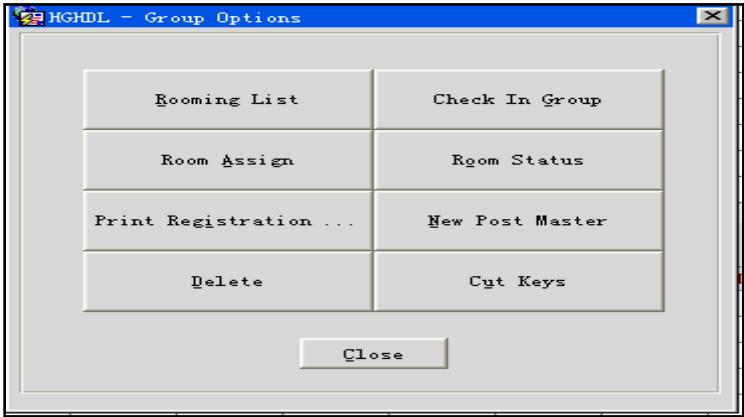 HGHDL - Group Options
Rooming List
Check In Group
Room Assign
Room Status
Print Registration ...
New Post Master
Delete
Cut Keys
Close